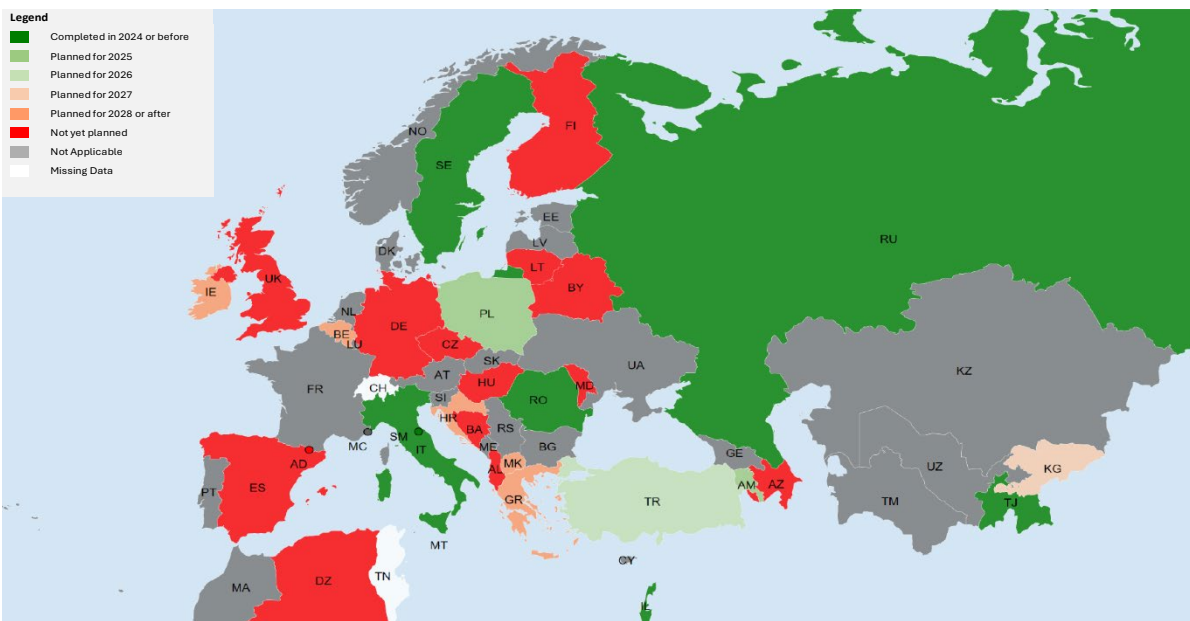 Legend
Completed in 2024 or before
Planned for 2025
Planned for 2026
Planned for 2027
Planned for 2028 or after
Not yet planned
Not Applicable
Missing Data
NO
FI
SE
RU
EE
LV
DK
LT
UK
BY
IE
NL
PL
BE
DE
LU
CZ
SK
UA
AT
KZ
FR
CH
HU
MD
SI
RO
HR
BA
RS
SM
MC
IT
ME
BG
GE
AD
AL
MK
UZ
KG
PT
ES
AM
AZ
GR
TR
TM
TJ
MT
CY
MA
DZ
TN
IL